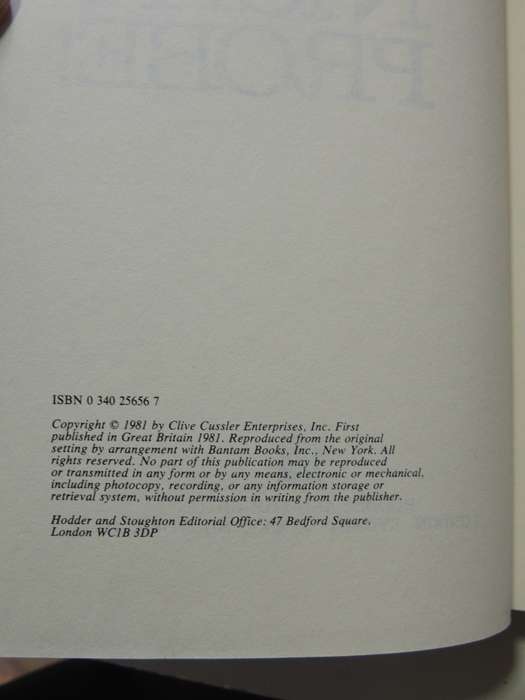 ISBN 0 340 25656 7
Copyright © 1981 by Clive Cussler Enterprises, Inc. First
published in Great Britain 1981. Reproduced from the original
setting by arrangement with Bantam Books, Inc., New York. All
rights reserved. No part of this publication may be reproduced
or transmitted in any form or by any means, electronic or mechanical,
including photocopy, recording, or any information storage or
retrieval system, without permission in writing from the publisher.
Hodder and Stoughton Editorial Office: 47 Bedford Square,
London WC1B 3DP